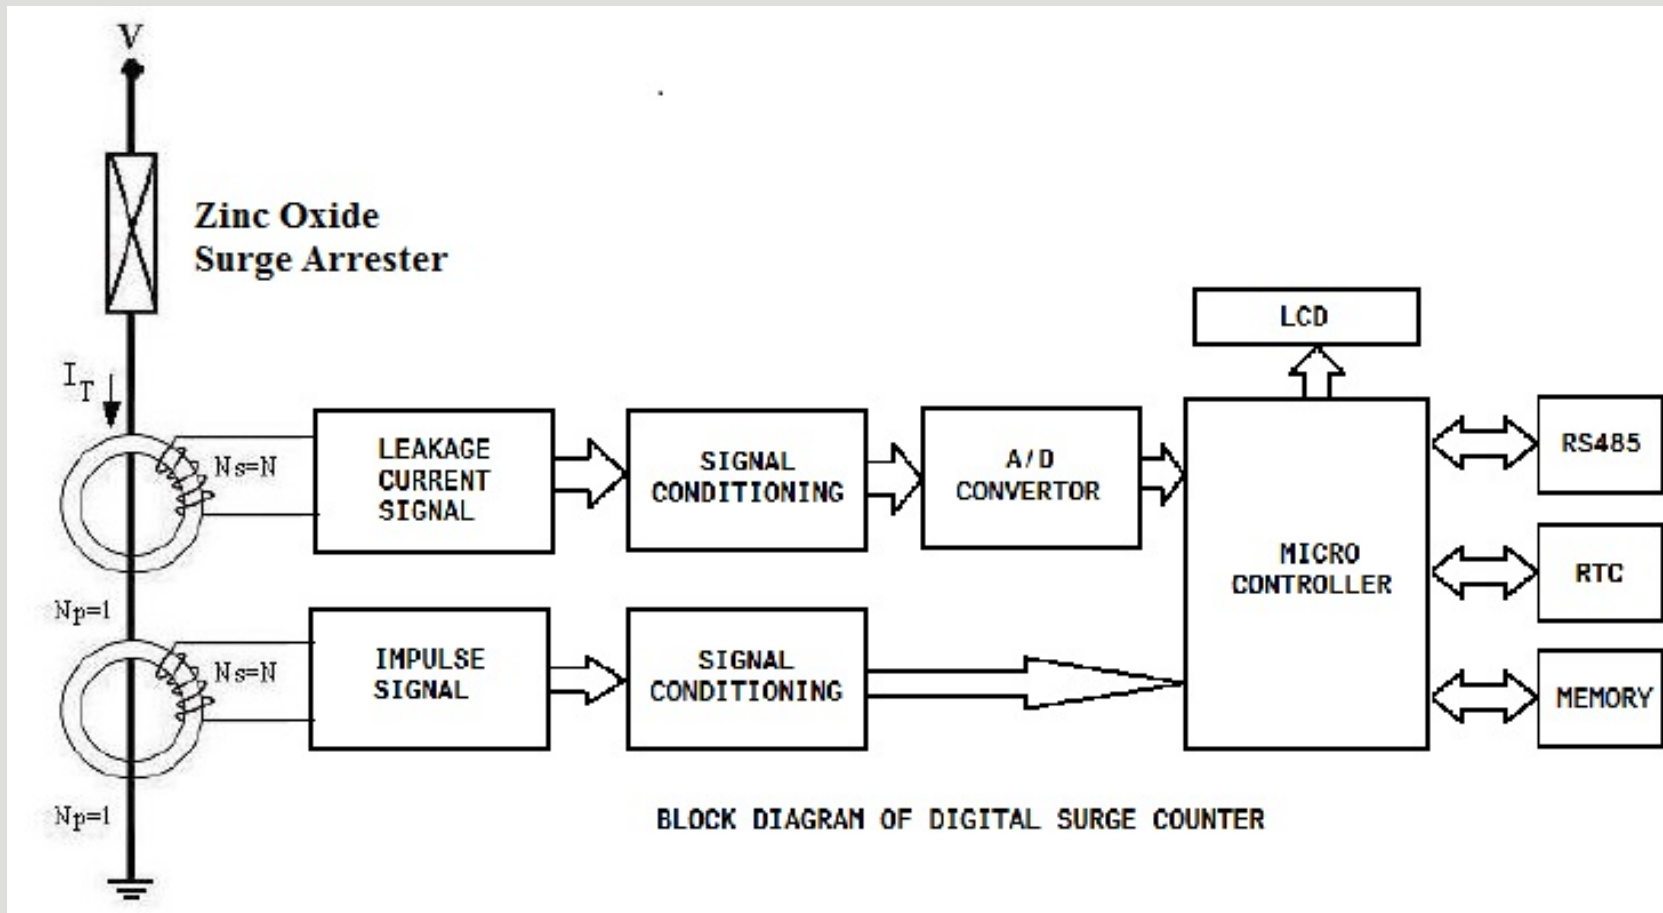 V
Zinc Oxide
Surge Arrester
LCD
I_T
LEAKAGE
CURRENT
SIGNAL
Ns=N
SIGNAL
CONDITIONING
A/D
CONVERTOR
RS485
MICRO
CONTROLLER
RTC
Np=1
IMPULSE
SIGNAL
Ns=N
SIGNAL
CONDITIONING
MEMORY
Np=1
BLOCK DIAGRAM OF DIGITAL SURGE COUNTER